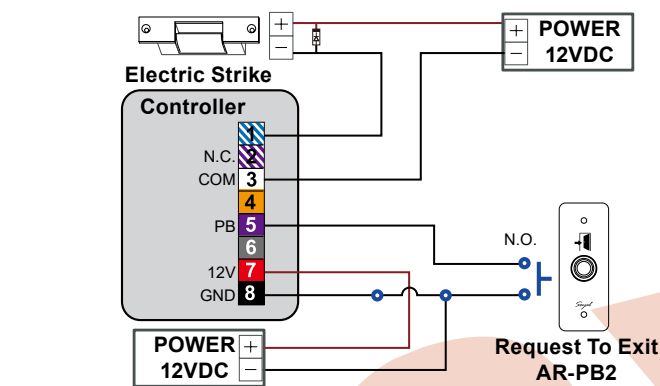 +
−
+
−
POWER
12VDC
Electric Strike
Controller
1
N.C. 2
COM 3
4
PB 5
6
12V 7
GND 8
N.O.
Soyal
POWER +
12VDC −
Request To Exit
AR-PB2